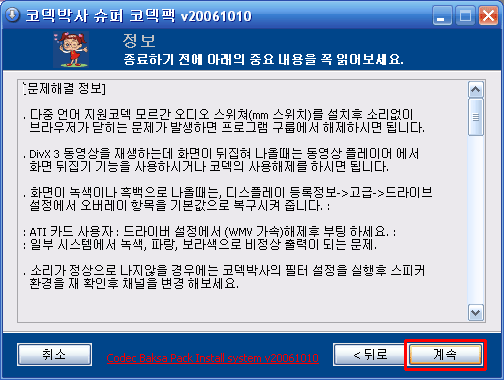 코덱박사 슈퍼 코덱팩 v20061010
정보
종료하기 전에 아래의 중요 내용을 꼭 읽어보세요.
[문제해결 정보]
. 다중 언어 지원코덱 모르간 오디오 스위쳐(mm 스위치)를 설치후 소리없이
브라우저가 닫히는 문제가 발생하면 프로그램 구룹에서 해제하시면 됩니다.
. DivX 3 동영상을 재생하는데 화면이 뒤집혀 나올때는 동영상 플레이어 에서
화면 뒤집기 기능을 사용하시거나 코덱의 사용해제를 하시면 됩니다.
. 화면이 녹색이나 흑백으로 나올때는, 디스플레이 등록정보->고급->드라이브
설정에서 오버레이 항목을 기본값으로 복구시켜 줍니다. :
: ATI 카드 사용자 : 드라이버 설정에서 (WMV 가속)해제후 부팅 하세요. :
: 일부 시스템에서 녹색, 파랑, 보라색으로 비정상 출력이 되는 문제.
. 소리가 정상으로 나지않을 경우에는 코덱박사의 필터 설정을 실행후 스피커
환경을 재 확인후 채널을 변경 해보세요.
취소
Codec Baksa Pack Install system v20061010
< 뒤로
계속